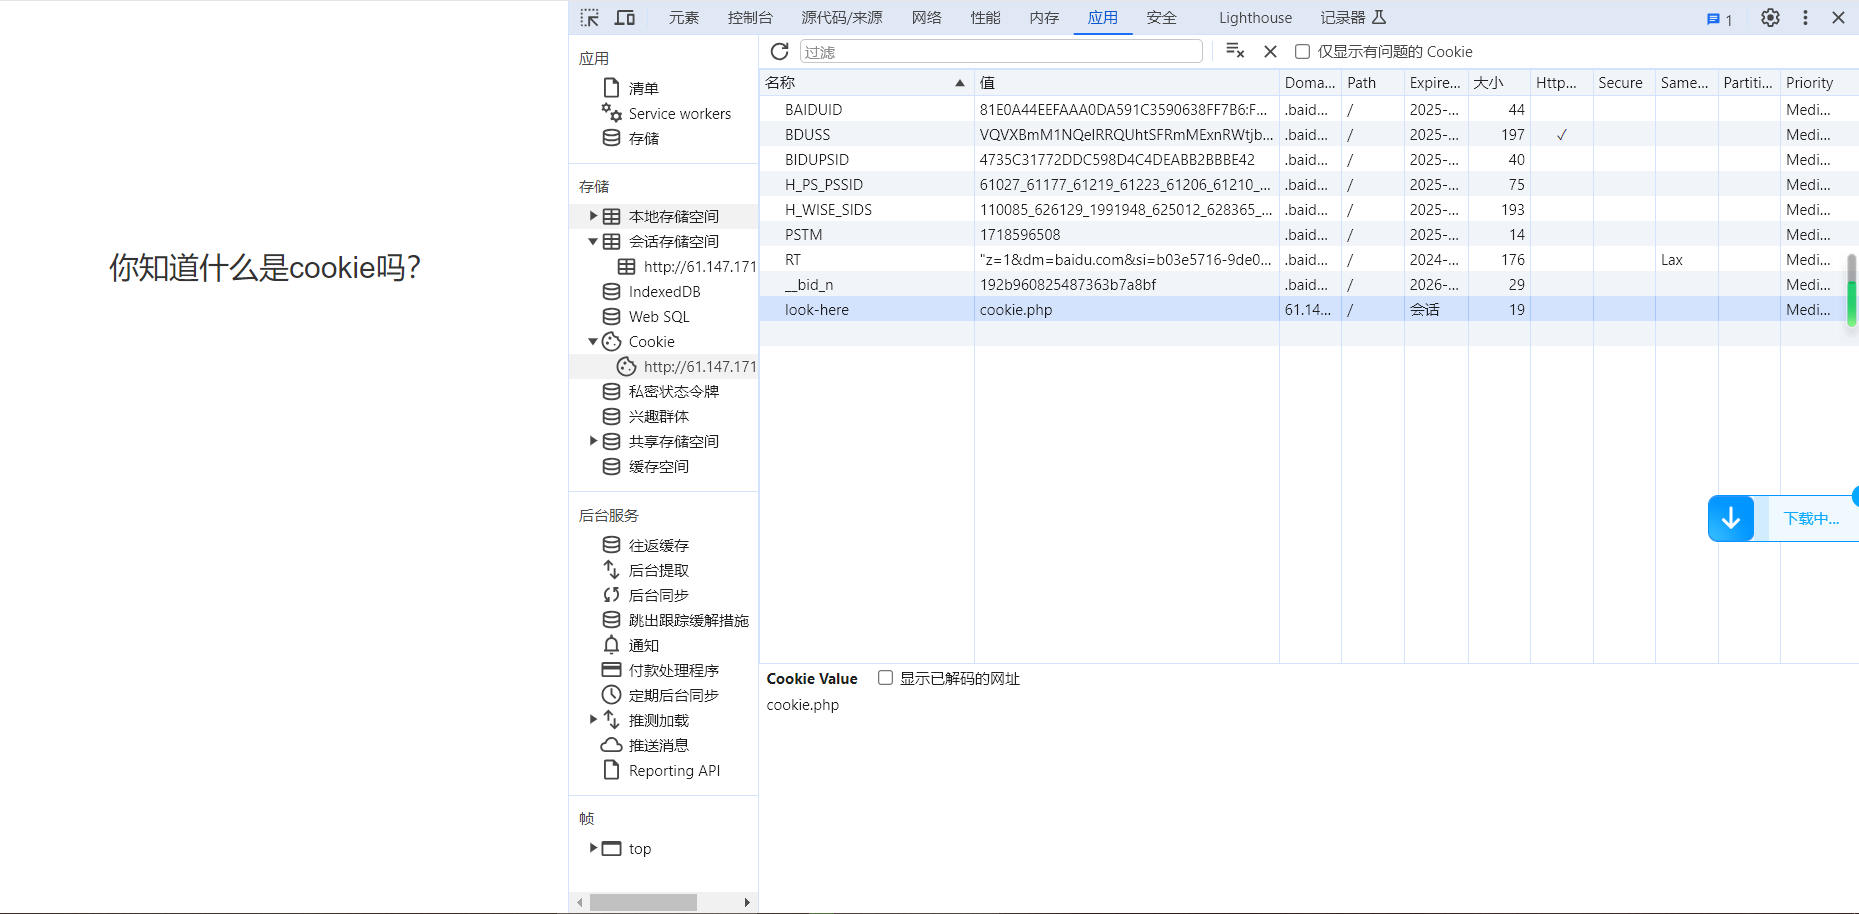 你知道什么是cookie吗?
元素 控制台 源代码/来源 网络 性能 内存 应用 安全 Lighthouse 记录器 1
应用
清单
Service workers
存储
存储
本地存储空间
会话存储空间
http://61.147.171
IndexedDB
Web SQL
Cookie
http://61.147.171
私密状态令牌
兴趣群体
共享存储空间
缓存空间
后台服务
往返缓存
后台提取
后台同步
跳出跟踪缓解措施
通知
付款处理程序
定期后台同步
推测加载
推送消息
Reporting API
帧
top
过滤 仅显示有问题的 Cookie
名称 值 Doma... Path Expire... 大小 Http... Secure Same... Partiti... Priority
BAIDUID 81E0A44EEFAAA0DA591C3590638FF7B6:F... .baid... / 2025-... 44 Medi...
BDUSS VQVXBmM1NQelRRQUhtSFRmMExnRWtjb... .baid... / 2025-... 197 ✓ Medi...
BIDUPSID 4735C31772DDC598D4C4DEABB2BBBE42 .baid... / 2025-... 40 Medi...
H_PS_PSSID 61027_61177_61219_61223_61206_61210_... .baid... / 2025-... 75 Medi...
H_WISE_SIDS 110085_626129_1991948_625012_628365_... .baid... / 2025-... 193 Medi...
PSTM 1718596508 .baid... / 2025-... 14 Medi...
RT "z=1&dm=baidu.com&si=b03e5716-9de0... .baid... / 2024-... 176 Lax Medi...
__bid_n 192b960825487363b7a8bf .baid... / 2026-... 29 Medi...
look-here cookie.php 61.14... / 会话 19 Medi...
下载中...
Cookie Value 显示已解码的网址
cookie.php